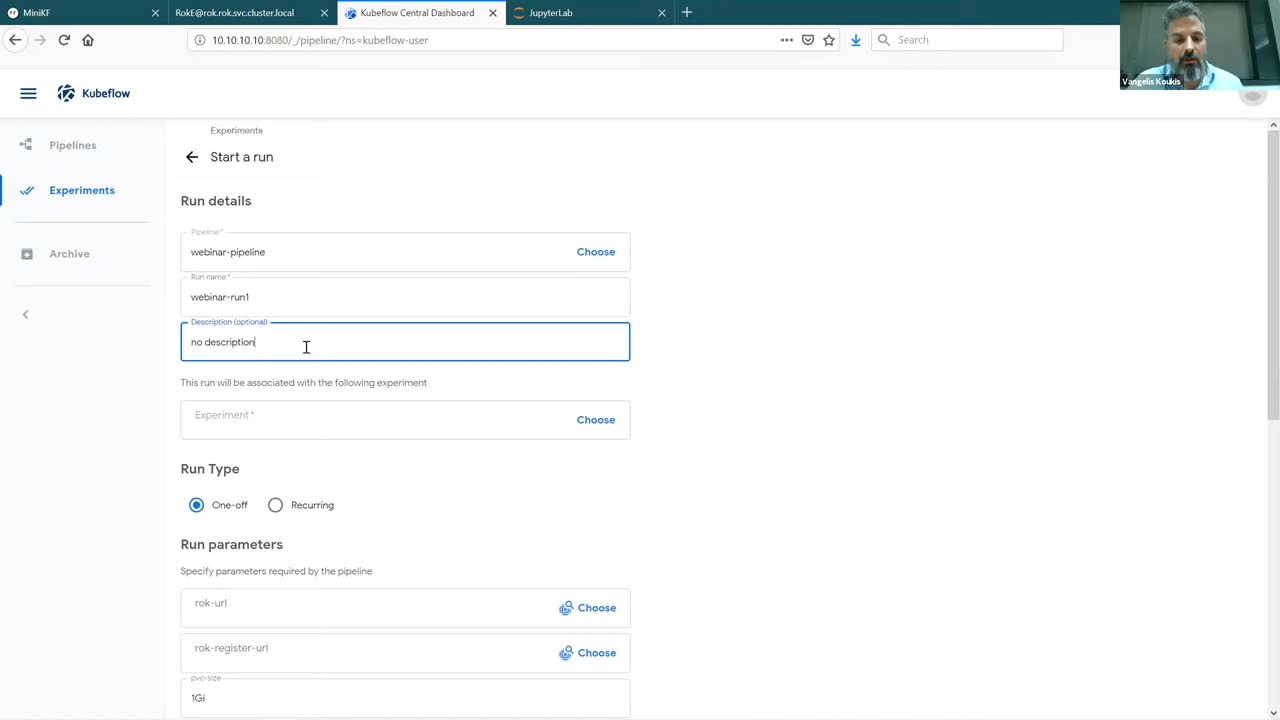 MiniKF
RokE@rok.rok.svc.cluster.local
Kubeflow Central Dashboard
JupyterLab
10.10.10.10:8080/_/pipeline/?ns=kubeflow-user
Search
Vangelis Koukis
Kubeflow
Pipelines
Experiments
Archive
Experiments
Start a run
Run details
Pipeline *
webinar-pipeline
Choose
Run name *
webinar-run1
Description (optional)
no description
This run will be associated with the following experiment
Experiment *
Choose
Run Type
One-off
Recurring
Run parameters
Specify parameters required by the pipeline
rok-url
Choose
rok-register-url
Choose
pvc-size
1Gi